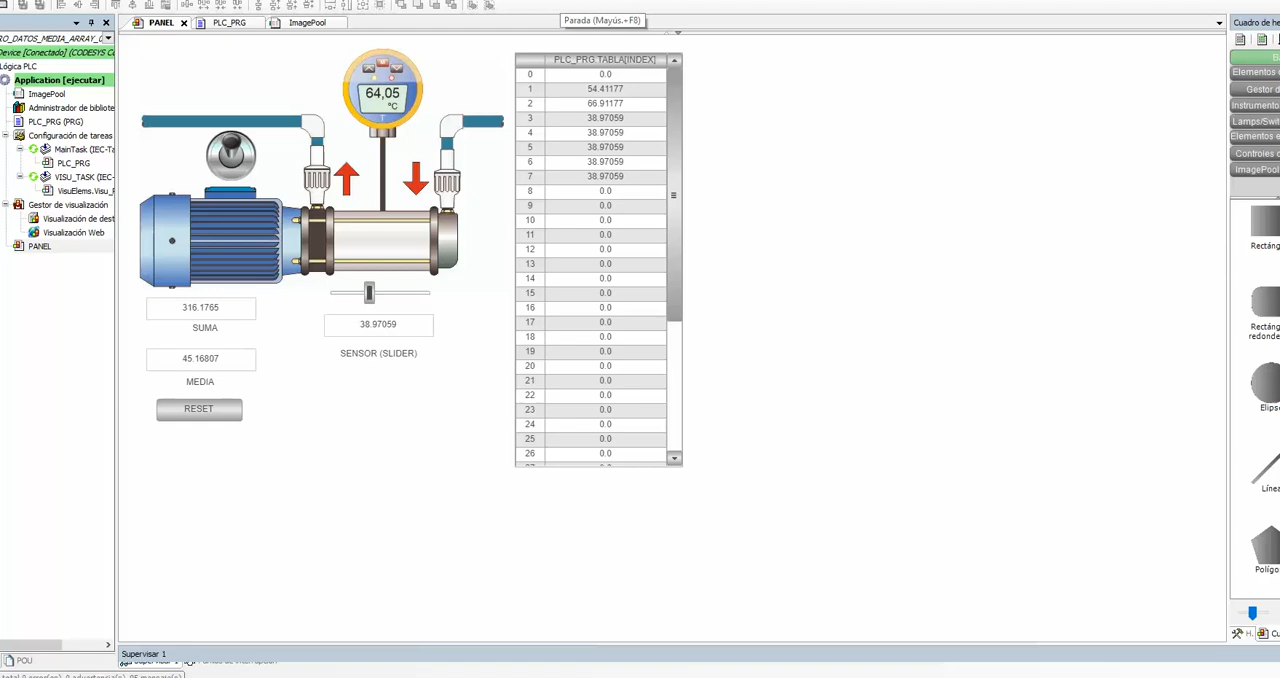 Parada (Mayús.+F8)
PANEL
PLC_PRG
ImagePool
Cuadro de he
RO_DATOS_MEDIA_ARRAY_
Device [Conectado] (CODESYS C
Lógica PLC
Application [ejecutar]
ImagePool
Administrador de bibliote
PLC_PRG (PRG)
Configuración de tareas
MainTask (IEC-Ta
PLC_PRG
VISU_TASK (IEC-
VisuElems.Visu_P
Gestor de visualización
Visualización de dest
Visualización Web
PANEL
64,05
°C
T
316.1765
SUMA
45.16807
MEDIA
RESET
38.97059
SENSOR (SLIDER)
PLC_PRG.TABLA[INDEX]
0 0.0
1 54.41177
2 66.91177
3 38.97059
4 38.97059
5 38.97059
6 38.97059
7 38.97059
8 0.0
9 0.0
10 0.0
11 0.0
12 0.0
13 0.0
14 0.0
15 0.0
16 0.0
17 0.0
18 0.0
19 0.0
20 0.0
21 0.0
22 0.0
23 0.0
24 0.0
25 0.0
26 0.0
Elementos
Gestor d
Instrumento
Lamps/Swit
Elementos e
Controles
ImagePool
Rectán
Rectán
redonde
Elips
Línea
Polígo
H.
Cu
POU
Supervisar 1